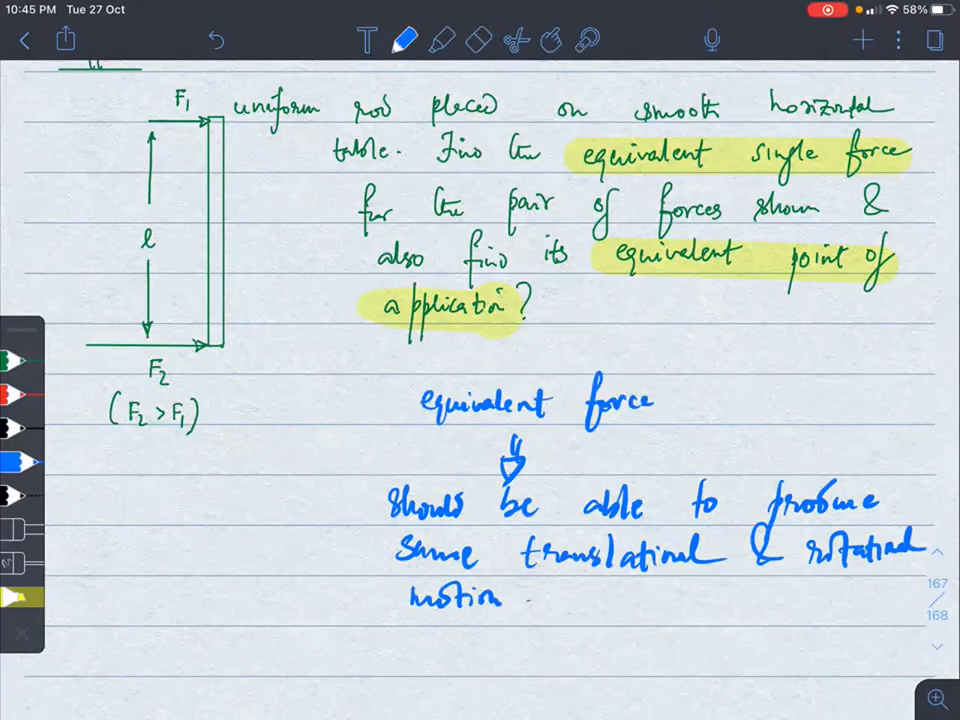 10:45 PM Tue 27 Oct
58%
T
F₁ uniform rod placed on smooth horizontal
table. Find the equivalent single force
for the pair of forces shown &
l
also find its equivalent point of
application?
F₂
(F₂ > F₁)
equivalent force
⇓
should be able to produce
same translational & rotational
motion
167
168